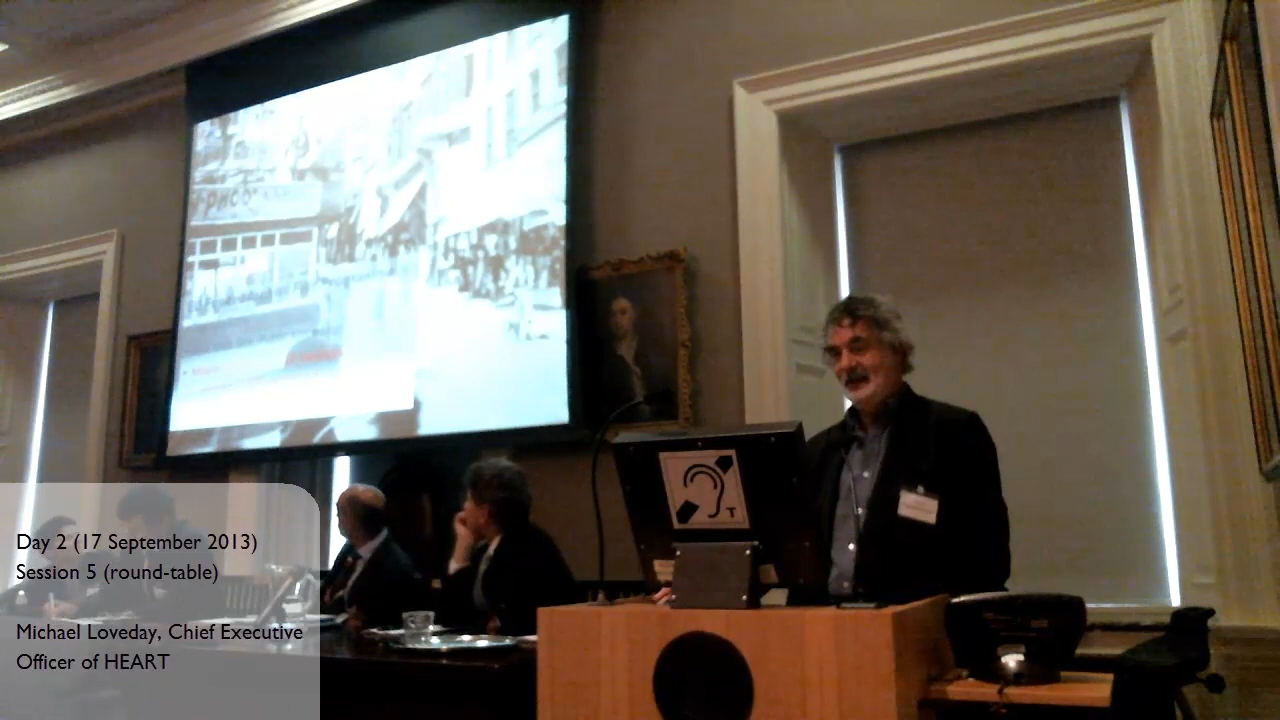 Day 2 (17 September 2013)
Session 5 (round-table)
Michael Loveday, Chief Executive
Officer of HEART
T